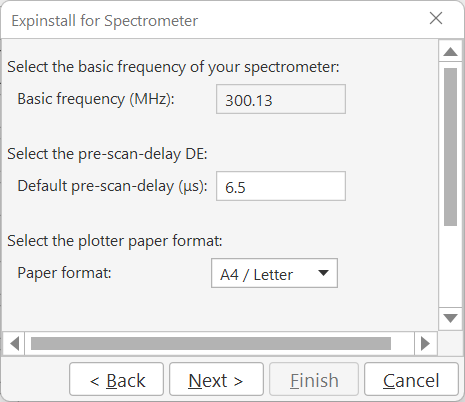 Expinstall for Spectrometer
Select the basic frequency of your spectrometer:
Basic frequency (MHz): 300.13
Select the pre-scan-delay DE:
Default pre-scan-delay (µs): 6.5
Select the plotter paper format:
Paper format: A4 / Letter
< Back Next > Finish Cancel